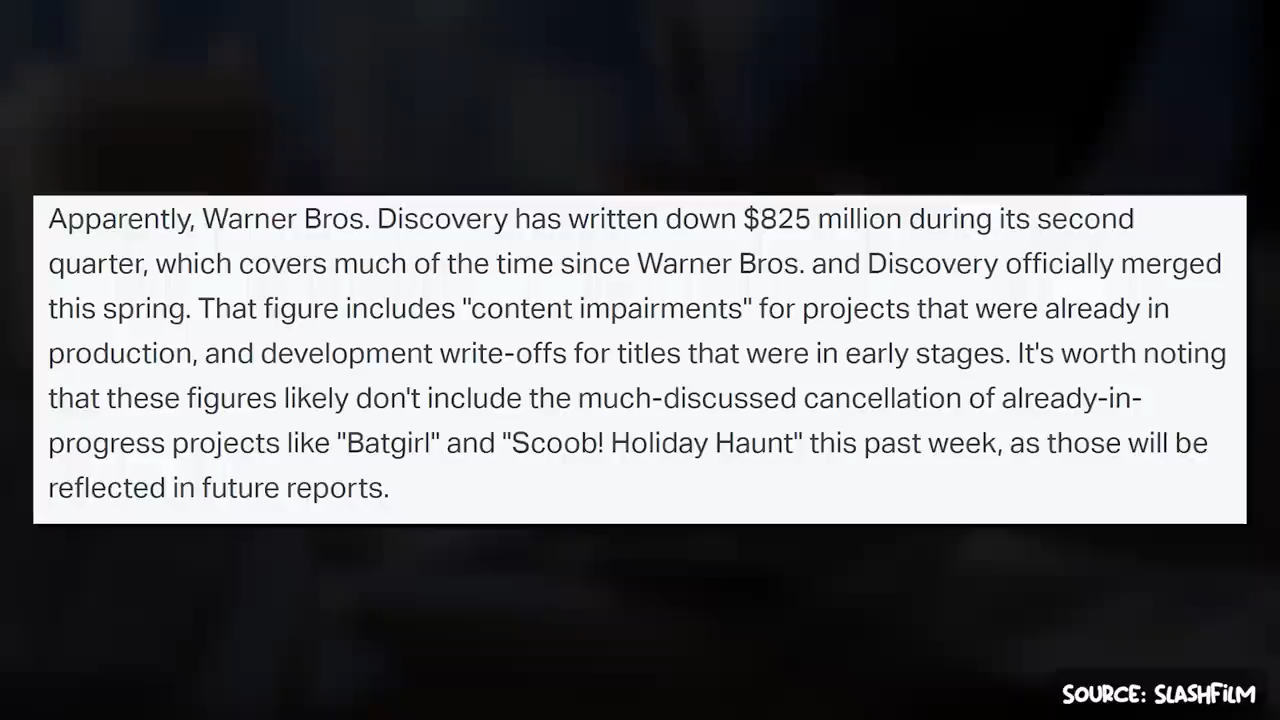 Apparently, Warner Bros. Discovery has written down $825 million during its second
quarter, which covers much of the time since Warner Bros. and Discovery officially merged
this spring. That figure includes "content impairments" for projects that were already in
production, and development write-offs for titles that were in early stages. It's worth noting
that these figures likely don't include the much-discussed cancellation of already-in-
progress projects like "Batgirl" and "Scoob! Holiday Haunt" this past week, as those will be
reflected in future reports.
SOURCE: SLASHFILM